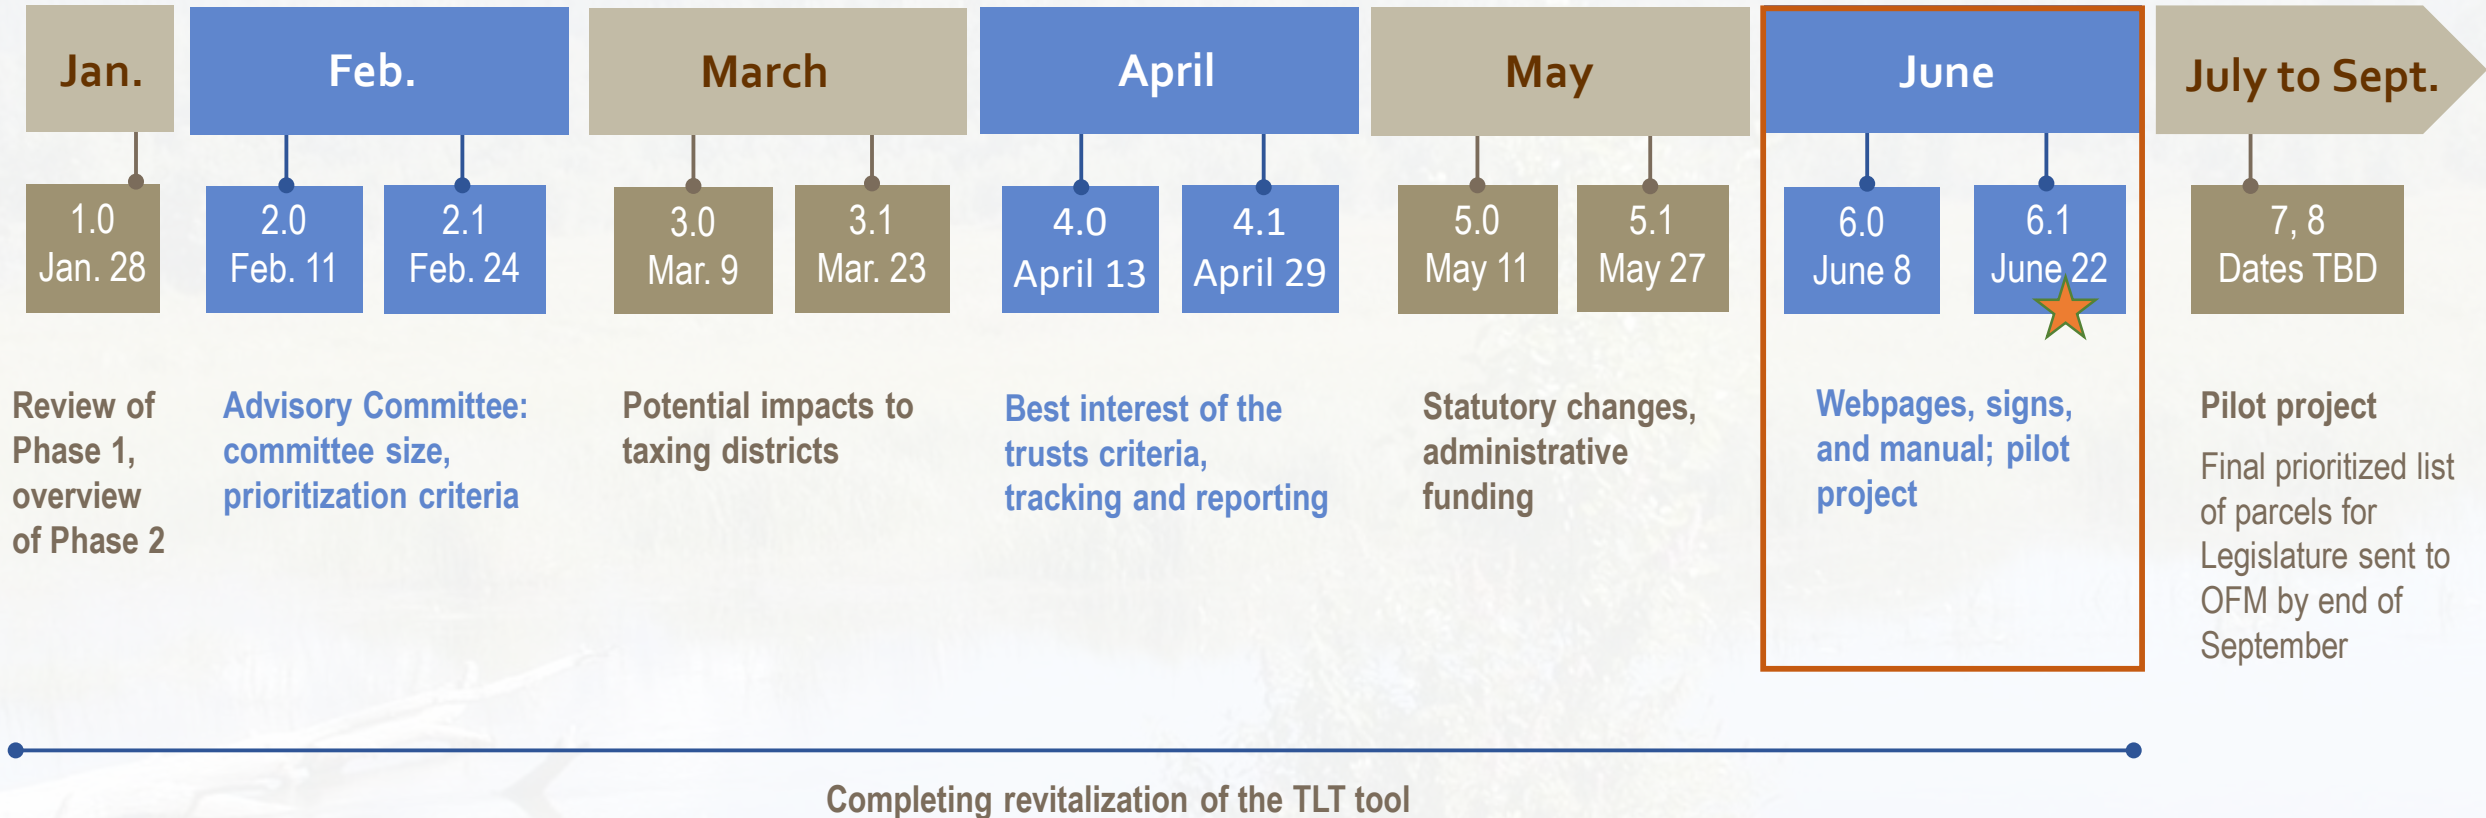 Jan.
Feb.
March
April
May
June
July to Sept.
1.0
Jan. 28
2.0
Feb. 11
2.1
Feb. 24
3.0
Mar. 9
3.1
Mar. 23
4.0
April 13
4.1
April 29
5.0
May 11
5.1
May 27
6.0
June 8
6.1
June 22
7, 8
Dates TBD
Review of
Phase 1,
overview
of Phase 2
Advisory Committee:
committee size,
prioritization criteria
Potential impacts to
taxing districts
Best interest of the
trusts criteria,
tracking and reporting
Statutory changes,
administrative
funding
Webpages, signs,
and manual; pilot
project
Pilot project
Final prioritized list
of parcels for
Legislature sent to
OFM by end of
September
Completing revitalization of the TLT tool